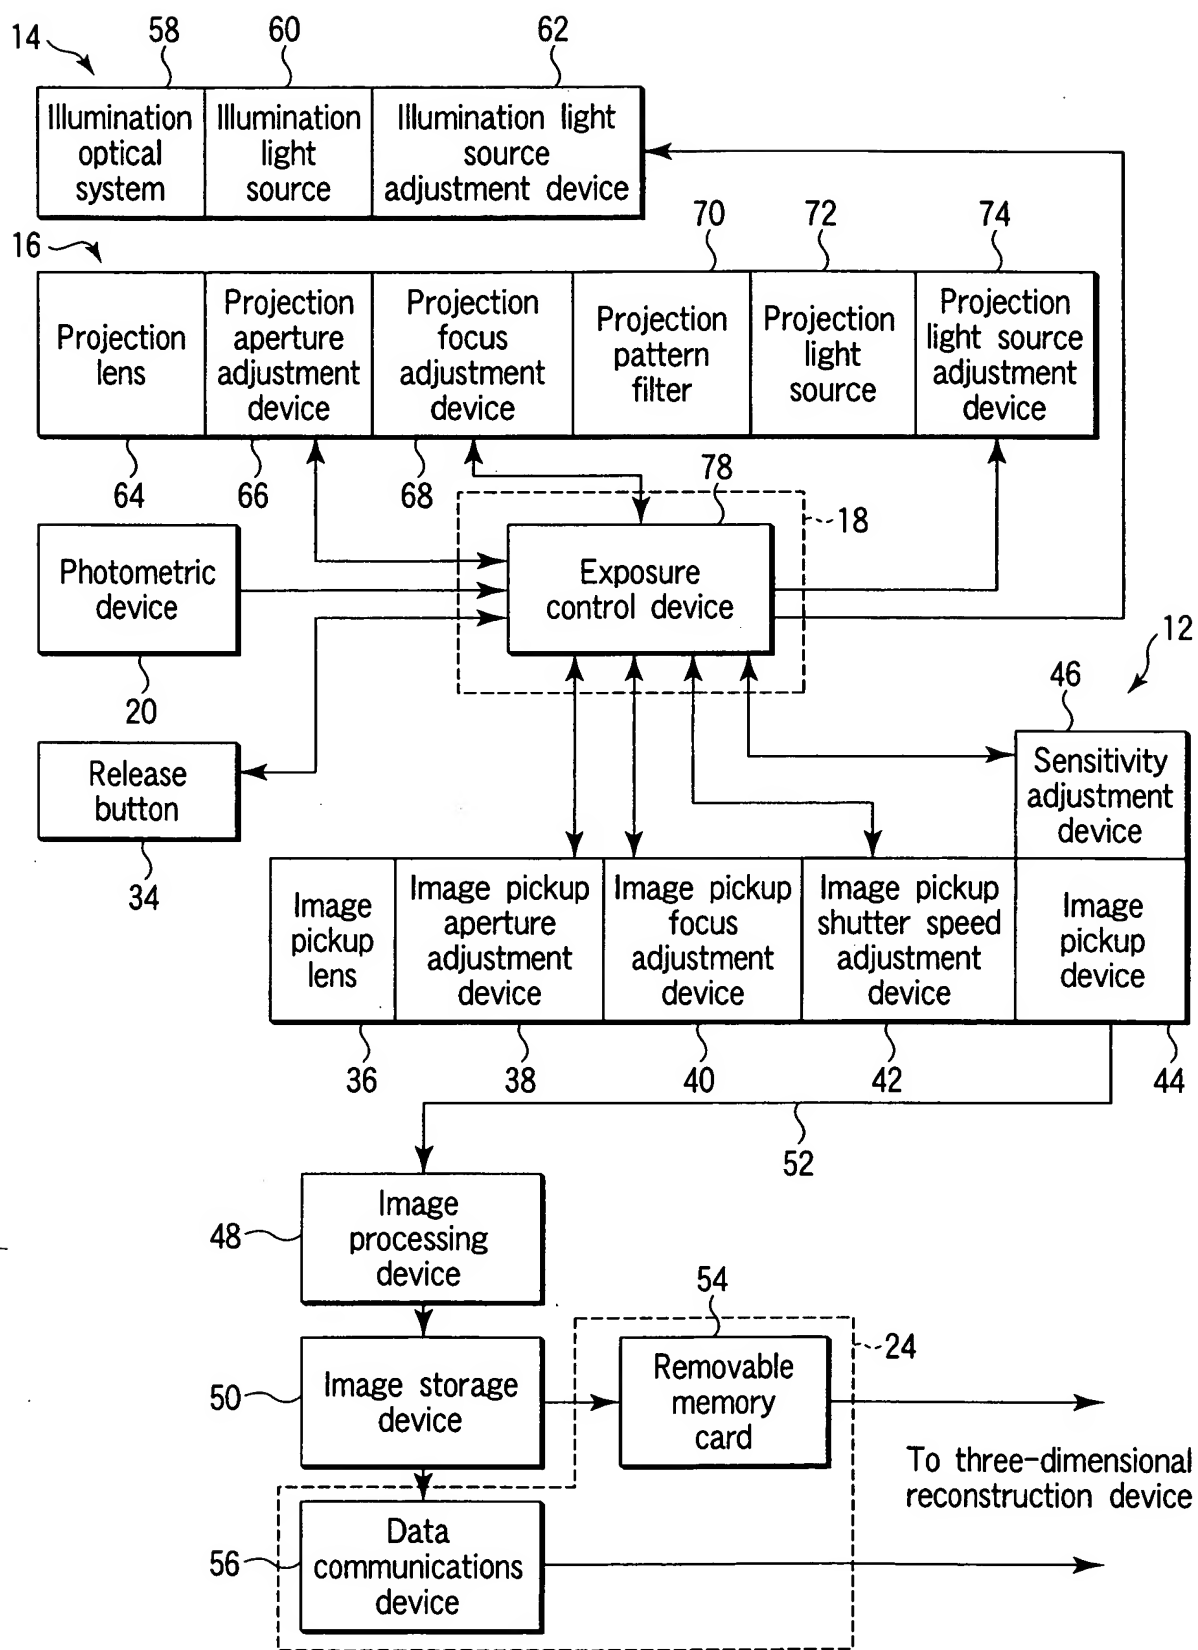 14
58
60
62
Illumination
optical
system
Illumination
light
source
Illumination light
source
adjustment device
16
70
72
74
Projection
lens
Projection
aperture
adjustment
device
Projection
focus
adjustment
device
Projection
pattern
filter
Projection
light
source
Projection
light source
adjustment
device
64
66
68
78
18
Photometric
device
20
Exposure
control device
12
46
Release
button
34
Sensitivity
adjustment
device
Image
pickup
lens
Image pickup
aperture
adjustment
device
Image pickup
focus
adjustment
device
Image pickup
shutter speed
adjustment
device
Image
pickup
device
36
38
40
42
44
52
48
Image
processing
device
54
24
50
Image storage
device
Removable
memory
card
To three-dimensional
reconstruction device
56
Data
communications
device